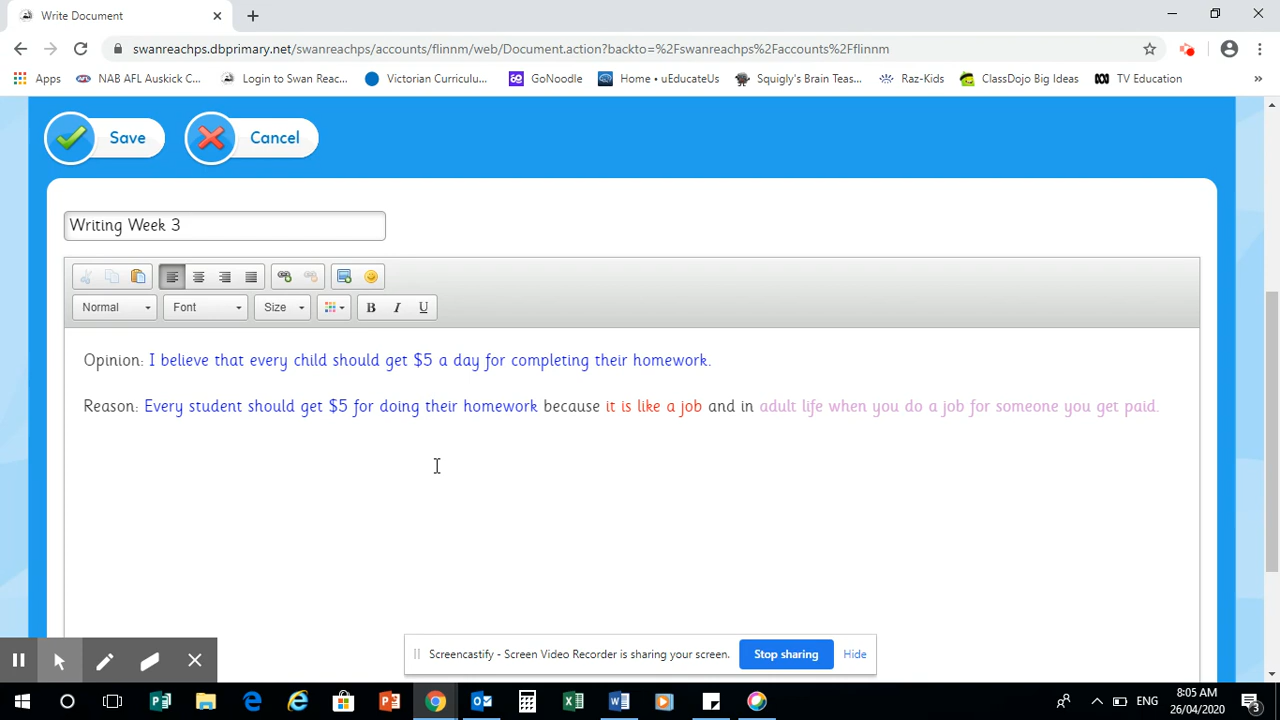 Write Document
swanreachps.dbprimary.net/swanreachps/accounts/flinnm/web/Document.action?backto=%2Fswanreachps%2Faccounts%2Fflinnm
Apps NAB AFL Auskick C... Login to Swan Reac... Victorian Curriculu... GoNoodle Home • uEducateUs Squigly's Brain Teas... Raz-Kids ClassDojo Big Ideas TV Education »
Save Cancel
Writing Week 3
Normal Font Size B I U
Opinion: I believe that every child should get $5 a day for completing their homework.
Reason: Every student should get $5 for doing their homework because it is like a job and in adult life when you do a job for someone you get paid.
Screencastify - Screen Video Recorder is sharing your screen. Stop sharing Hide
8:05 AM
ENG
26/04/2020
3